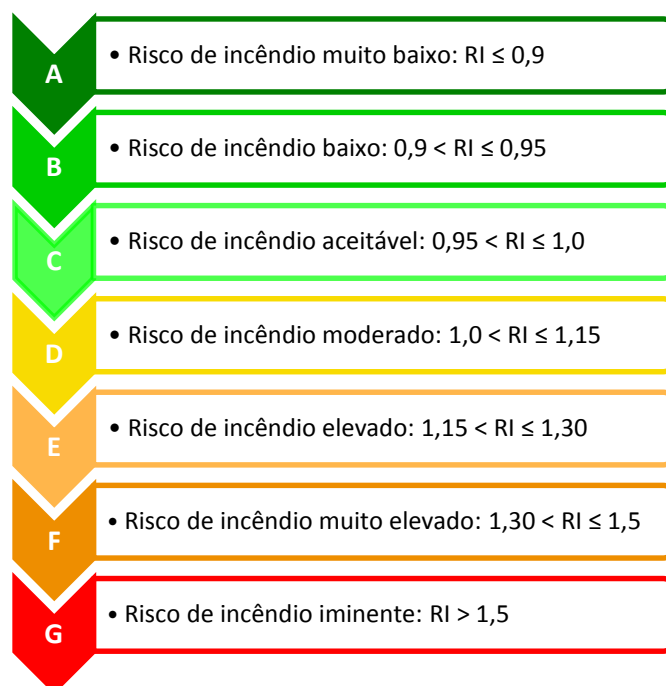 A
• Risco de incêndio muito baixo: RI ≤ 0,9
B
• Risco de incêndio baixo: 0,9 < RI ≤ 0,95
C
• Risco de incêndio aceitável: 0,95 < RI ≤ 1,0
D
• Risco de incêndio moderado: 1,0 < RI ≤ 1,15
E
• Risco de incêndio elevado: 1,15 < RI ≤ 1,30
F
• Risco de incêndio muito elevado: 1,30 < RI ≤ 1,5
G
• Risco de incêndio iminente: RI > 1,5